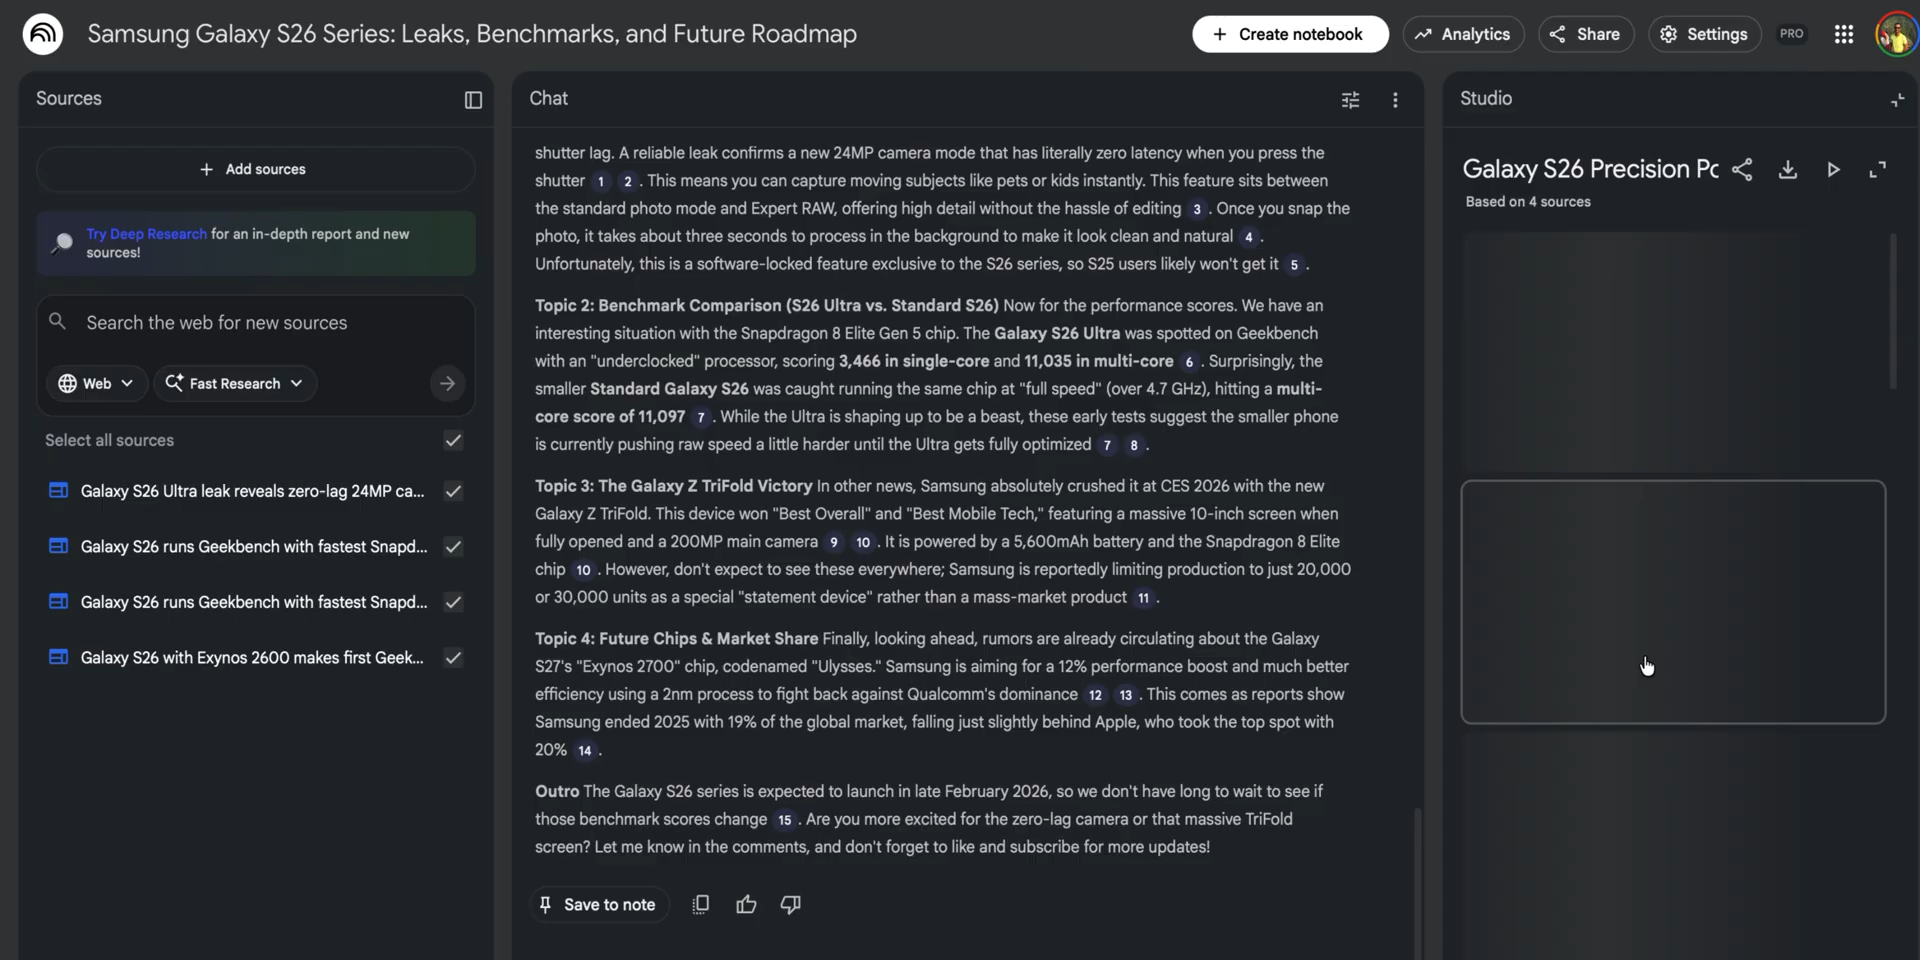 Samsung Galaxy S26 Series: Leaks, Benchmarks, and Future Roadmap
+ Create notebook
Analytics
Share
Settings
PRO
Sources
+ Add sources
Try Deep Research for an in-depth report and new
sources!
Search the web for new sources
Web
Fast Research
Select all sources
Galaxy S26 Ultra leak reveals zero-lag 24MP ca...
Galaxy S26 runs Geekbench with fastest Snapd...
Galaxy S26 runs Geekbench with fastest Snapd...
Galaxy S26 with Exynos 2600 makes first Geek...
Chat
shutter lag. A reliable leak confirms a new 24MP camera mode that has literally zero latency when you press the
shutter 1 2 . This means you can capture moving subjects like pets or kids instantly. This feature sits between
the standard photo mode and Expert RAW, offering high detail without the hassle of editing 3 . Once you snap the
photo, it takes about three seconds to process in the background to make it look clean and natural 4 .
Unfortunately, this is a software-locked feature exclusive to the S26 series, so S25 users likely won't get it 5 .
Topic 2: Benchmark Comparison (S26 Ultra vs. Standard S26) Now for the performance scores. We have an
interesting situation with the Snapdragon 8 Elite Gen 5 chip. The Galaxy S26 Ultra was spotted on Geekbench
with an "underclocked" processor, scoring 3,466 in single-core and 11,035 in multi-core 6 . Surprisingly, the
smaller Standard Galaxy S26 was caught running the same chip at "full speed" (over 4.7 GHz), hitting a multi-
core score of 11,097 7 . While the Ultra is shaping up to be a beast, these early tests suggest the smaller phone
is currently pushing raw speed a little harder until the Ultra gets fully optimized 7 8 .
Topic 3: The Galaxy Z TriFold Victory In other news, Samsung absolutely crushed it at CES 2026 with the new
Galaxy Z TriFold. This device won "Best Overall" and "Best Mobile Tech," featuring a massive 10-inch screen when
fully opened and a 200MP main camera 9 10 . It is powered by a 5,600mAh battery and the Snapdragon 8 Elite
chip 10 . However, don't expect to see these everywhere; Samsung is reportedly limiting production to just 20,000
or 30,000 units as a special "statement device" rather than a mass-market product 11 .
Topic 4: Future Chips & Market Share Finally, looking ahead, rumors are already circulating about the Galaxy
S27's "Exynos 2700" chip, codenamed "Ulysses." Samsung is aiming for a 12% performance boost and much better
efficiency using a 2nm process to fight back against Qualcomm's dominance 12 13 . This comes as reports show
Samsung ended 2025 with 19% of the global market, falling just slightly behind Apple, who took the top spot with
20% 14 .
Outro The Galaxy S26 series is expected to launch in late February 2026, so we don't have long to wait to see if
those benchmark scores change 15 . Are you more excited for the zero-lag camera or that massive TriFold
screen? Let me know in the comments, and don't forget to like and subscribe for more updates!
Save to note
Studio
Galaxy S26 Precision Pc
Based on 4 sources